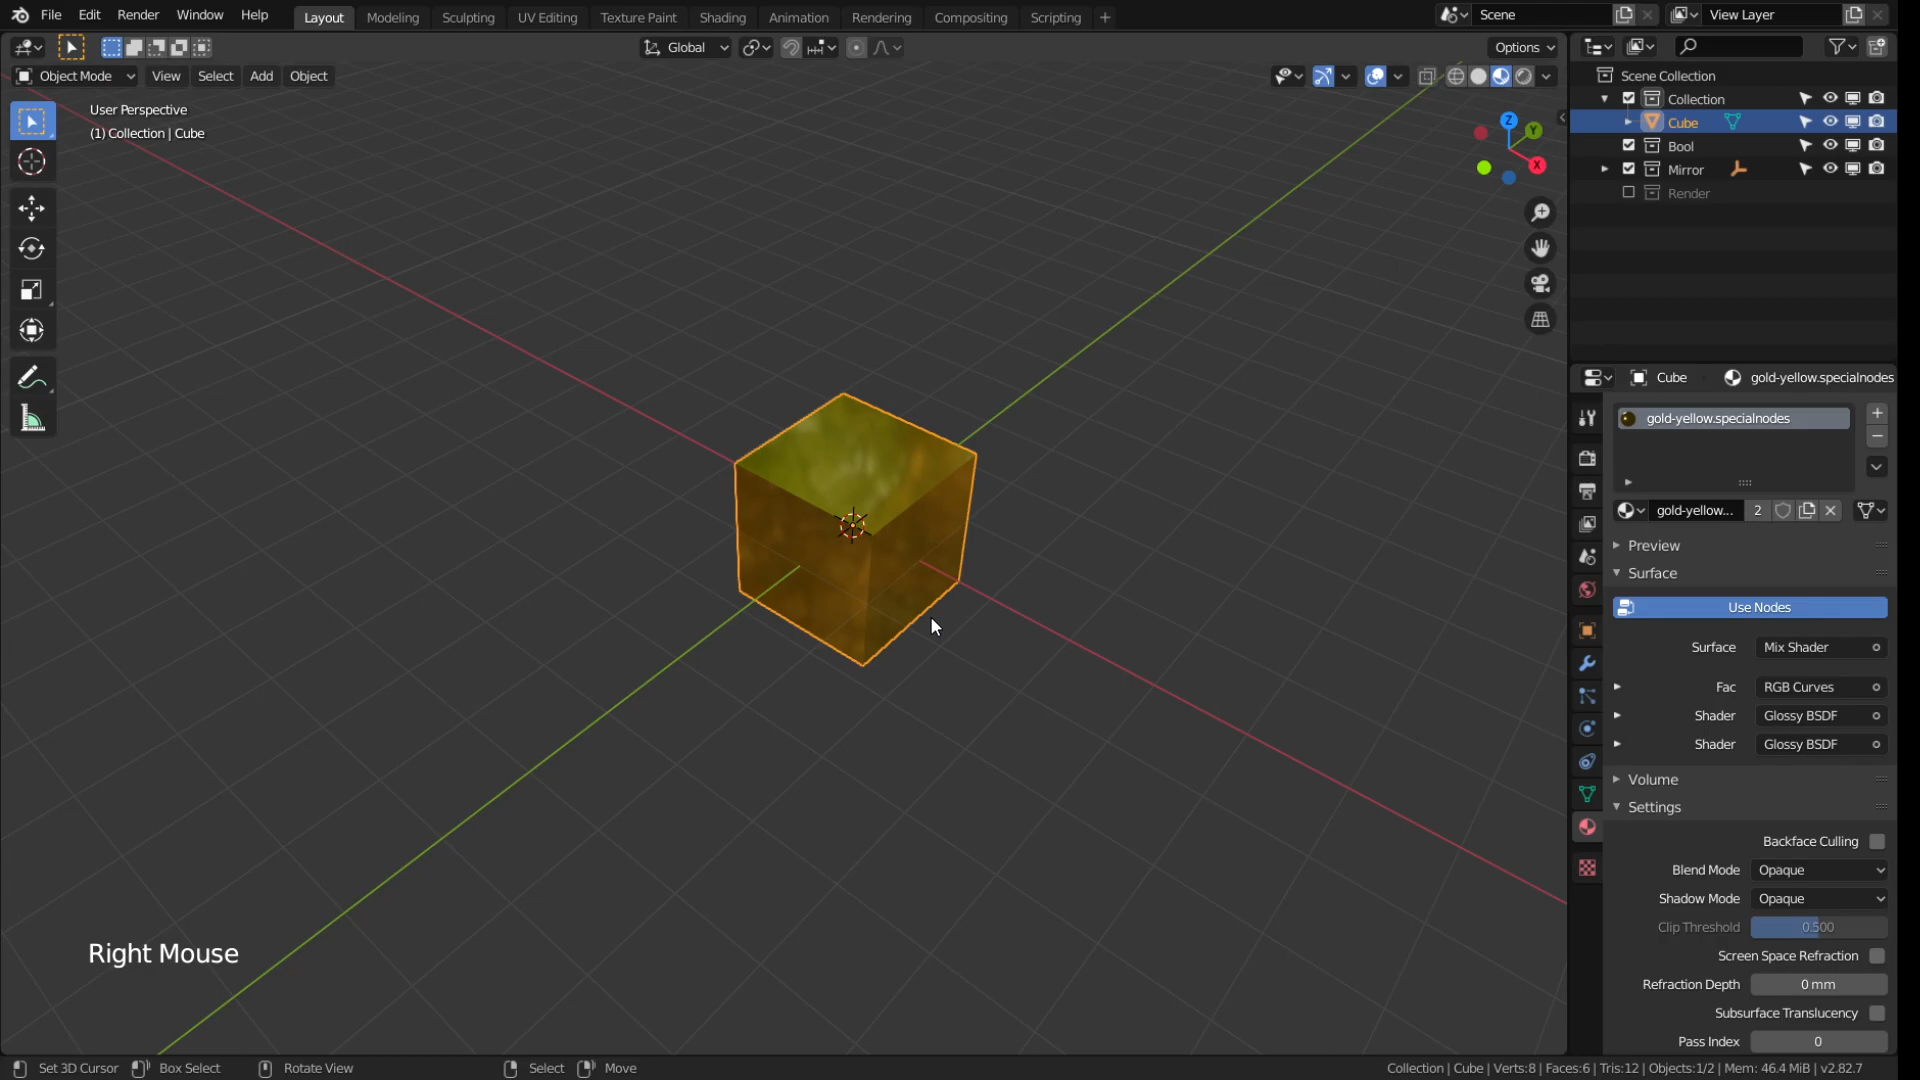 File Edit Render Window Help Layout Modeling Sculpting UV Editing Texture Paint Shading Animation Rendering Compositing Scripting + Scene View Layer
Global Options
Object Mode View Select Add Object
User Perspective
(1) Collection | Cube
Z
Y
X
Scene Collection
Collection
Cube
Bool
Mirror
Render
Cube gold-yellow.specialnodes
gold-yellow.specialnodes
gold-yellow... 2
Preview
Surface
Use Nodes
Surface Mix Shader
Fac RGB Curves
Shader Glossy BSDF
Shader Glossy BSDF
Volume
Settings
Backface Culling
Blend Mode Opaque
Shadow Mode Opaque
Clip Threshold 0.500
Screen Space Refraction
Refraction Depth 0 mm
Subsurface Translucency
Pass Index 0
Right Mouse
Set 3D Cursor Box Select Rotate View Select Move Collection | Cube | Verts:8 | Faces:6 | Tris:12 | Objects:1/2 | Mem: 46.4 MiB | v2.82.7